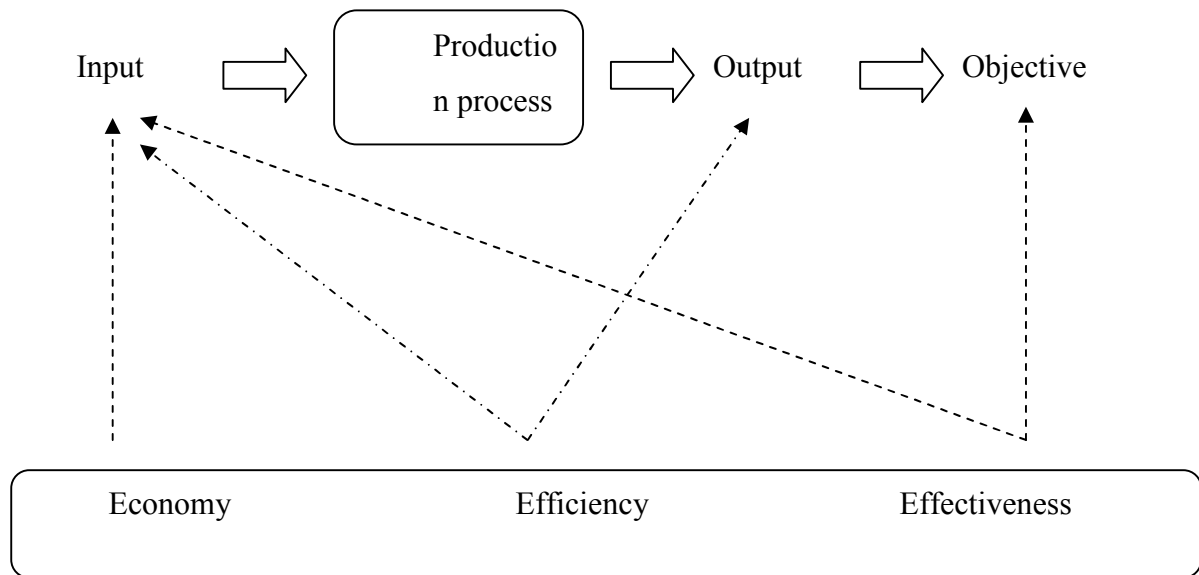 Input
Productio
n process
Output
Objective
Economy
Efficiency
Effectiveness